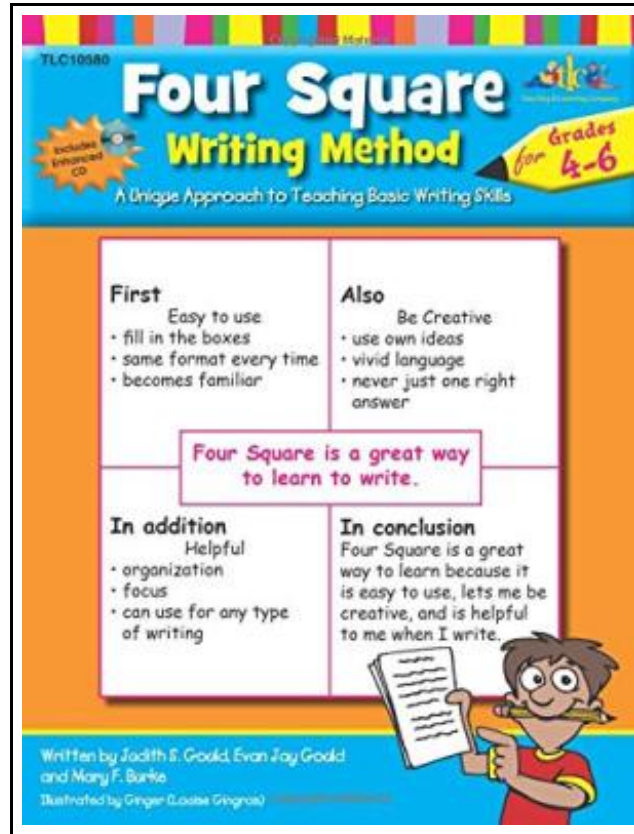 TLC10580
Four Square
Writing Method
Includes
Enhanced
CD
for Grades
4-6
A Unique Approach to Teaching Basic Writing Skills
First
Easy to use
• fill in the boxes
• same format every time
• becomes familiar
Also
Be Creative
• use own ideas
• vivid language
• never just one right
answer
Four Square is a great way
to learn to write.
In addition
Helpful
• organization
• focus
• can use for any type
of writing
In conclusion
Four Square is a great
way to learn because it
is easy to use, lets me be
creative, and is helpful
to me when I write.
Written by Judith S. Gould, Evan Jay Gould
and Mary F. Burke
Illustrated by Ginger (Louise Gingras)